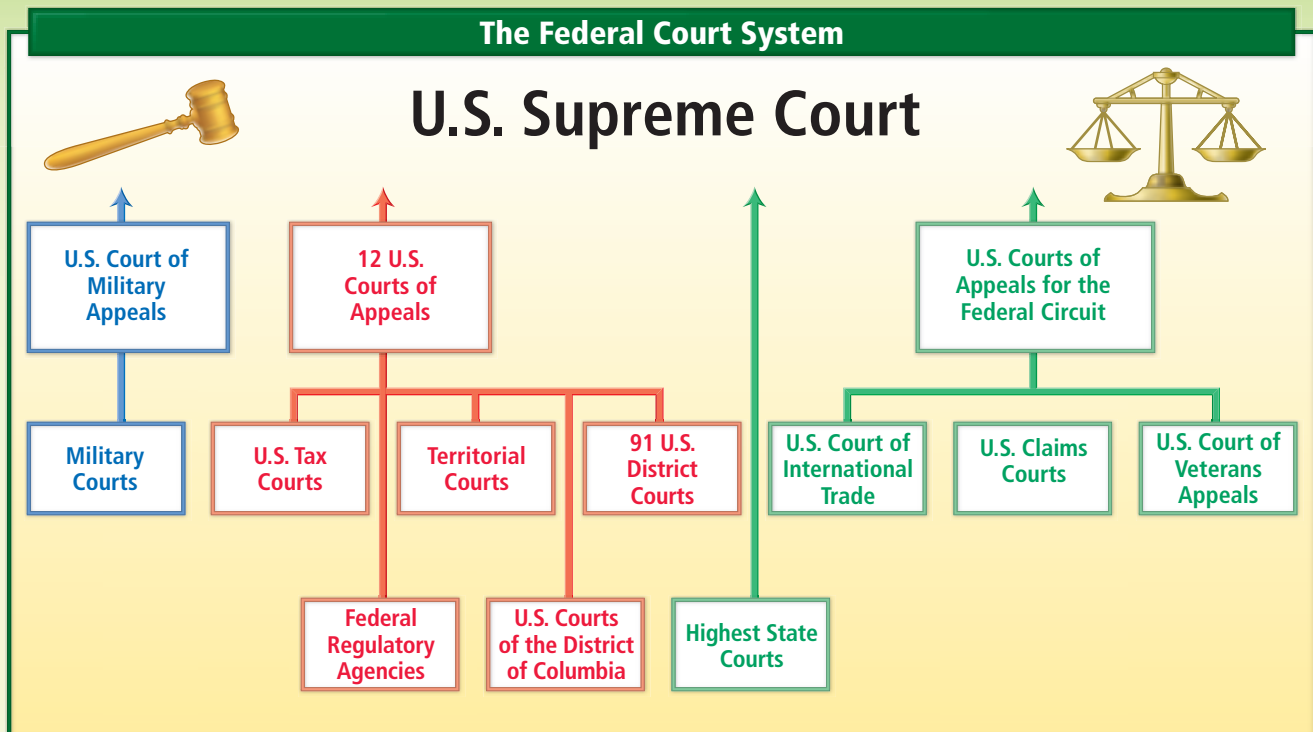 The Federal Court System
U.S. Supreme Court
U.S. Court of
Military
Appeals
12 U.S.
Courts of
Appeals
U.S. Courts of
Appeals for the
Federal Circuit
Military
Courts
U.S. Tax
Courts
Territorial
Courts
91 U.S.
District
Courts
U.S. Court of
International
Trade
U.S. Claims
Courts
U.S. Court of
Veterans
Appeals
Federal
Regulatory
Agencies
U.S. Courts
of the District
of Columbia
Highest State
Courts